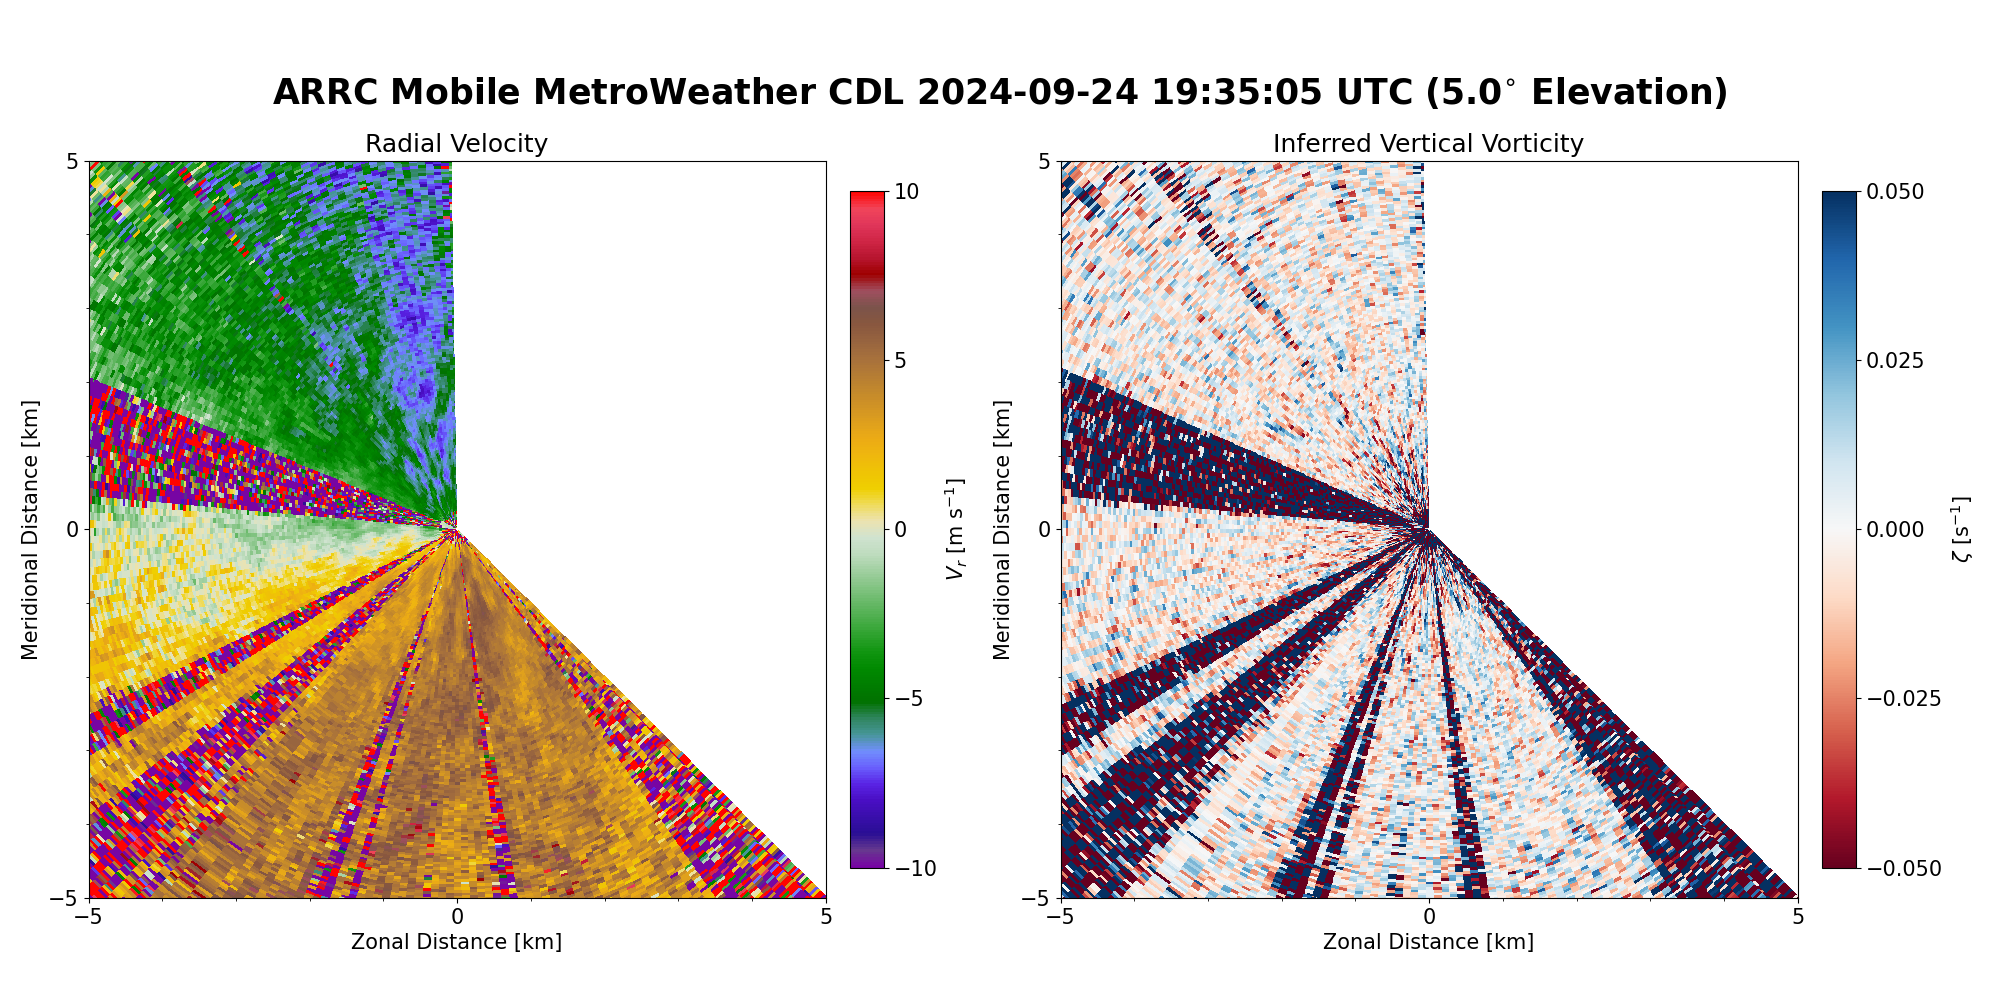 ARRC Mobile MetroWeather CDL 2024-09-24 19:35:05 UTC (5.0° Elevation)
Radial Velocity
5
0
−5
−5
0
5
Meridional Distance [km]
Zonal Distance [km]
10
5
0
−5
−10
V_r [m s⁻¹]
Inferred Vertical Vorticity
5
0
−5
−5
0
5
Meridional Distance [km]
Zonal Distance [km]
0.050
0.025
0.000
−0.025
−0.050
ζ [s⁻¹]